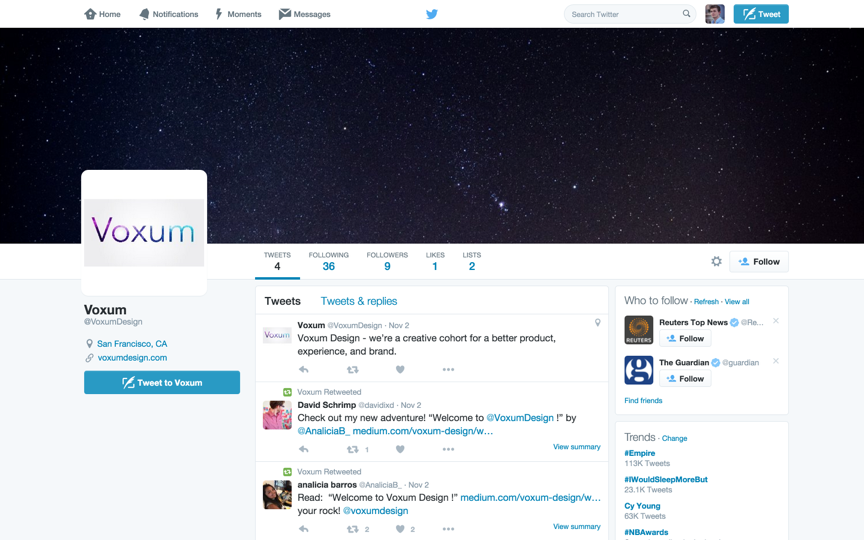 Home
Notifications
Moments
Messages
Search Twitter
Tweet
Voxum
TWEETS
4
FOLLOWING
36
FOLLOWERS
9
LIKES
1
LISTS
2
Follow
Voxum
@VoxumDesign
San Francisco, CA
voxumdesign.com
Tweet to Voxum
Tweets
Tweets & replies
Voxum
Voxum @VoxumDesign · Nov 2
Voxum Design - we're a creative cohort for a better product,
experience, and brand.
Voxum Retweeted
David Schrimp @davidixd · Nov 2
Check out my new adventure! “Welcome to @VoxumDesign !” by
@AnaliciaB_ medium.com/voxum-design/w…
1
View summary
Voxum Retweeted
analicia barros @AnaliciaB_ · Nov 2
Read: “Welcome to Voxum Design !” medium.com/voxum-design/w…
your rock! @voxumdesign
2
2
View summary
Who to follow · Refresh · View all
REUTERS
Reuters Top News @Re...
Follow
The Guardian @guardian
Follow
Find friends
Trends · Change
#Empire
113K Tweets
#IWouldSleepMoreBut
23.1K Tweets
Cy Young
63K Tweets
#NBAwards